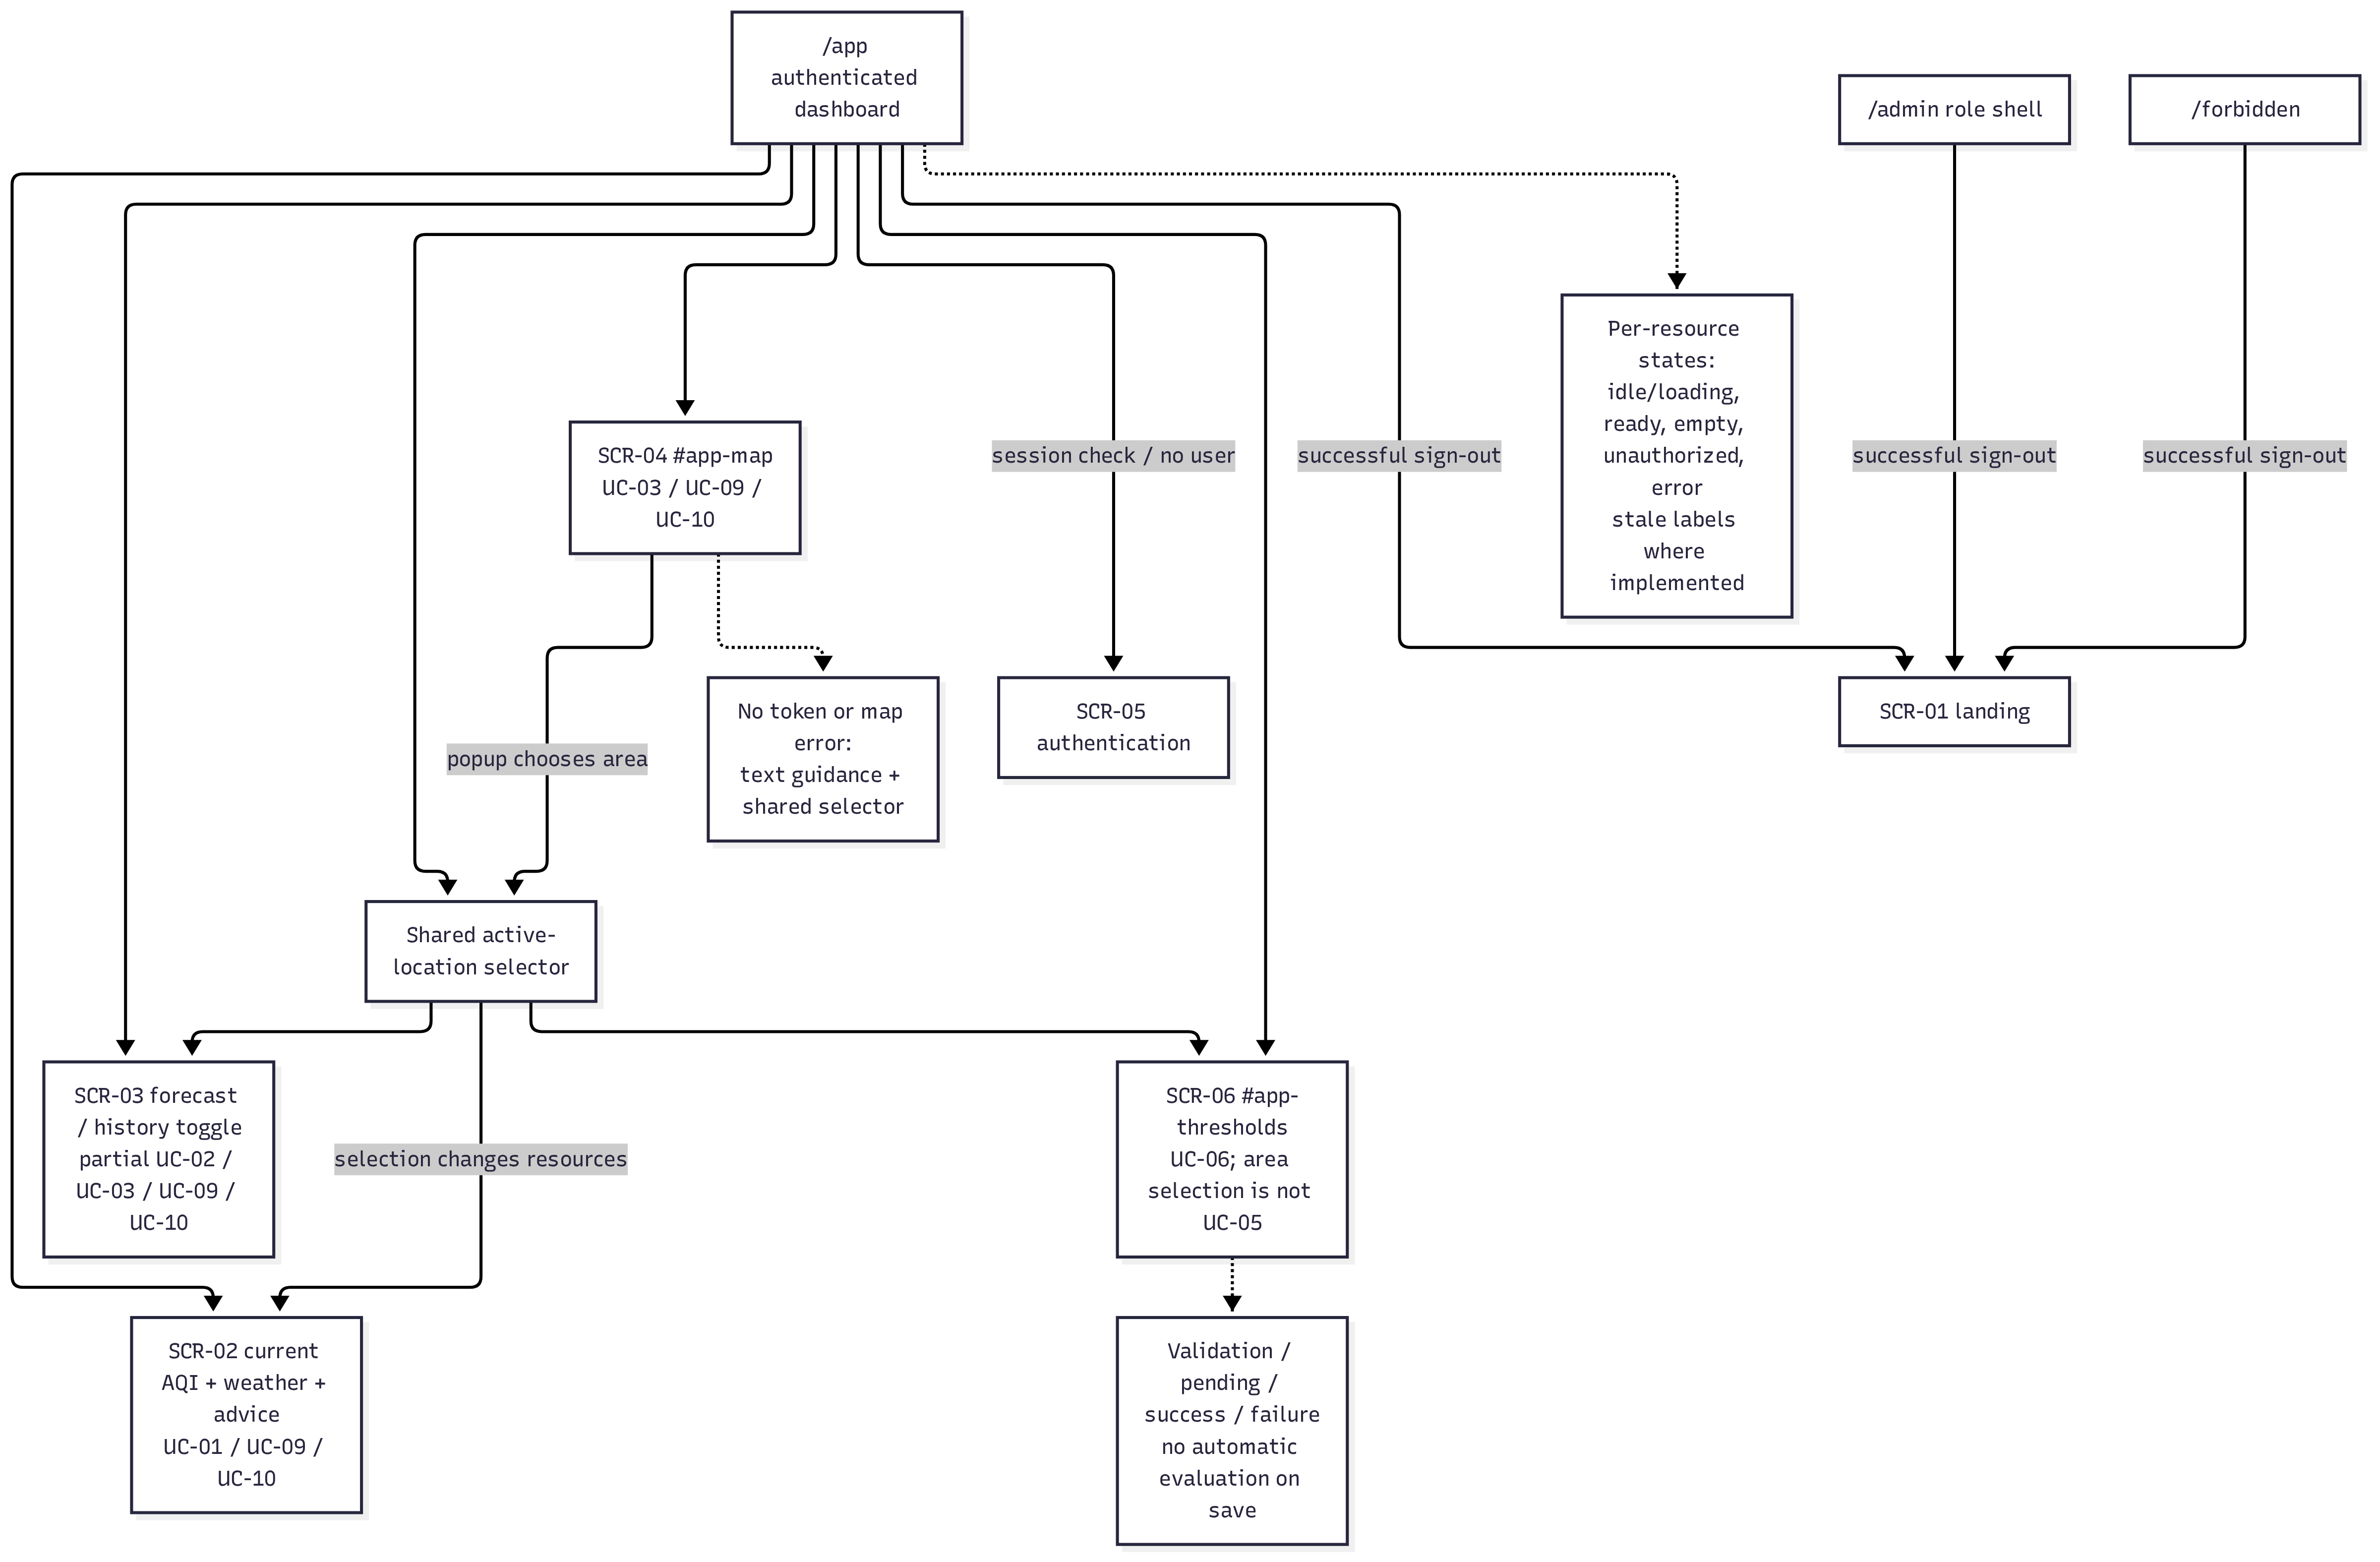 /app
authenticated
dashboard
/admin role shell
/forbidden
Per-resource
states:
idle/loading,
ready, empty,
unauthorized,
error
stale labels
where
implemented
SCR-04 #app-map
UC-03 / UC-09 /
UC-10
session check / no user
successful sign-out
successful sign-out
successful sign-out
No token or map
error:
text guidance +
shared selector
SCR-05
authentication
SCR-01 landing
popup chooses area
Shared active-
location selector
SCR-03 forecast
/ history toggle
partial UC-02 /
UC-03 / UC-09 /
UC-10
selection changes resources
SCR-06 #app-
thresholds
UC-06; area
selection is not
UC-05
SCR-02 current
AQI + weather +
advice
UC-01 / UC-09 /
UC-10
Validation /
pending /
success / failure
no automatic
evaluation on
save